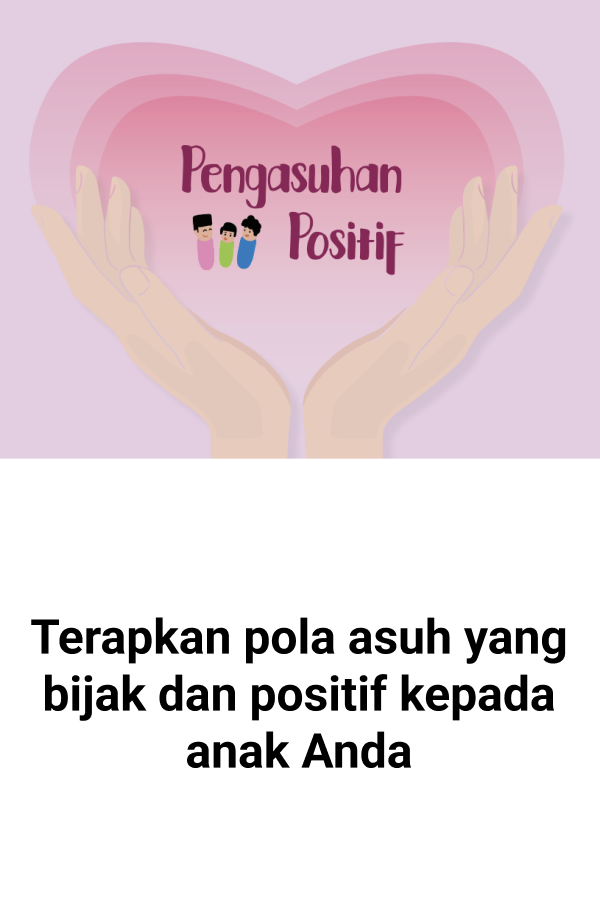 Pengasuhan
Positif
Terapkan pola asuh yang
bijak dan positif kepada
anak Anda